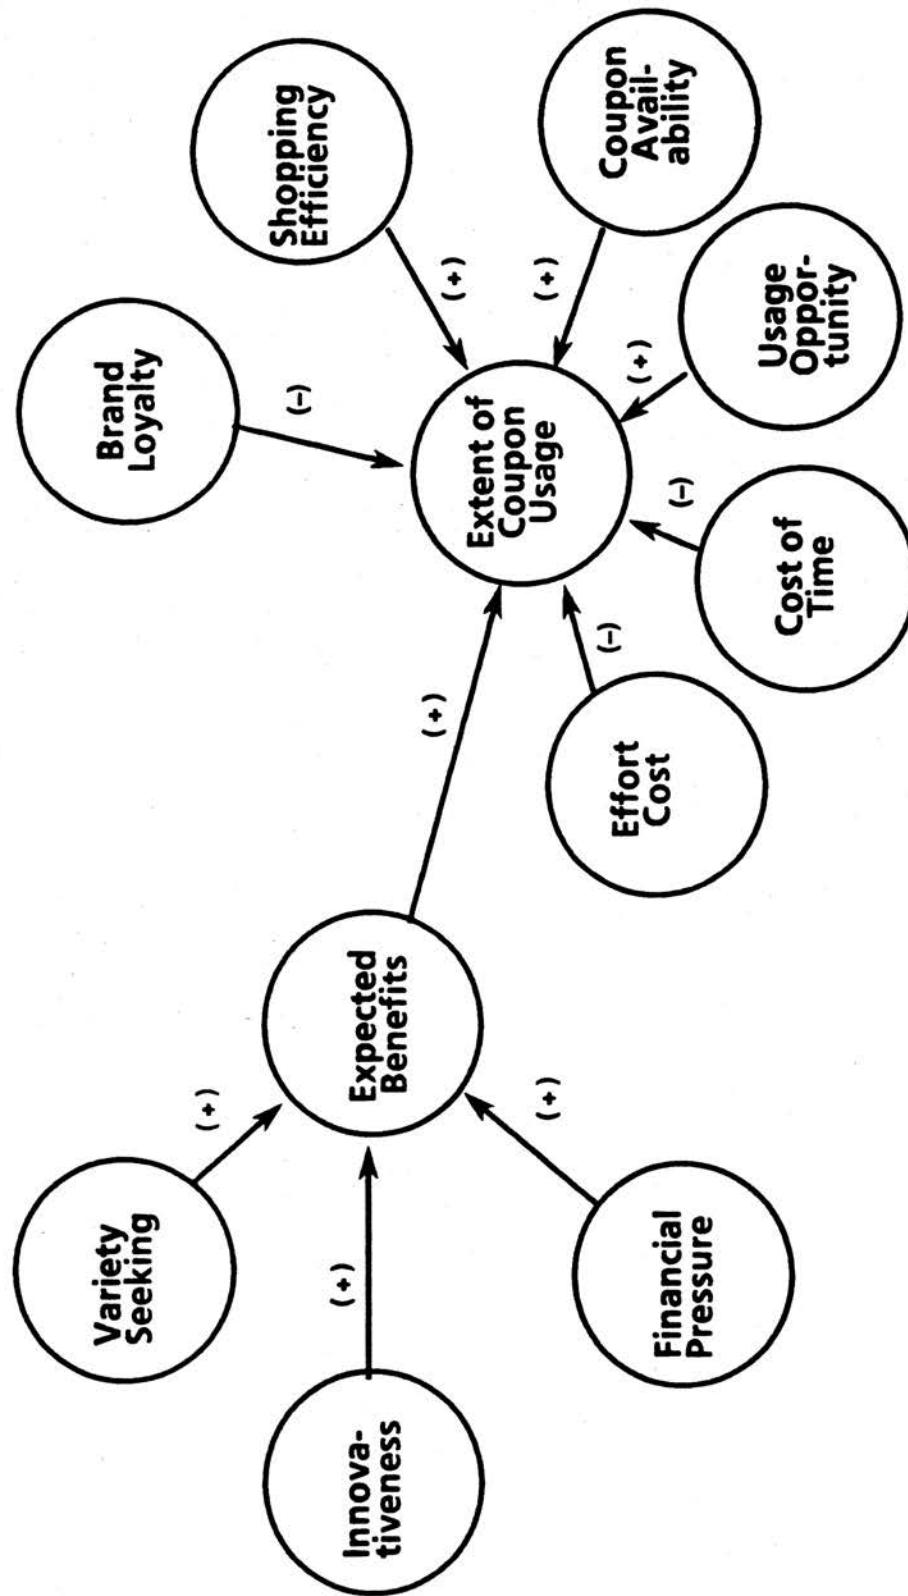 Variety
Seeking
(+)
Innova-
tiveness
(+)
Financial
Pressure
(+)
Expected
Benefits
(+)
Brand
Loyalty
(-)
Shopping
Efficiency
(+)
Extent of
Coupon
Usage
Coupon
Avail-
ability
(+)
Usage
Oppor-
tunity
(+)
Cost of
Time
(-)
Effort
Cost
(-)